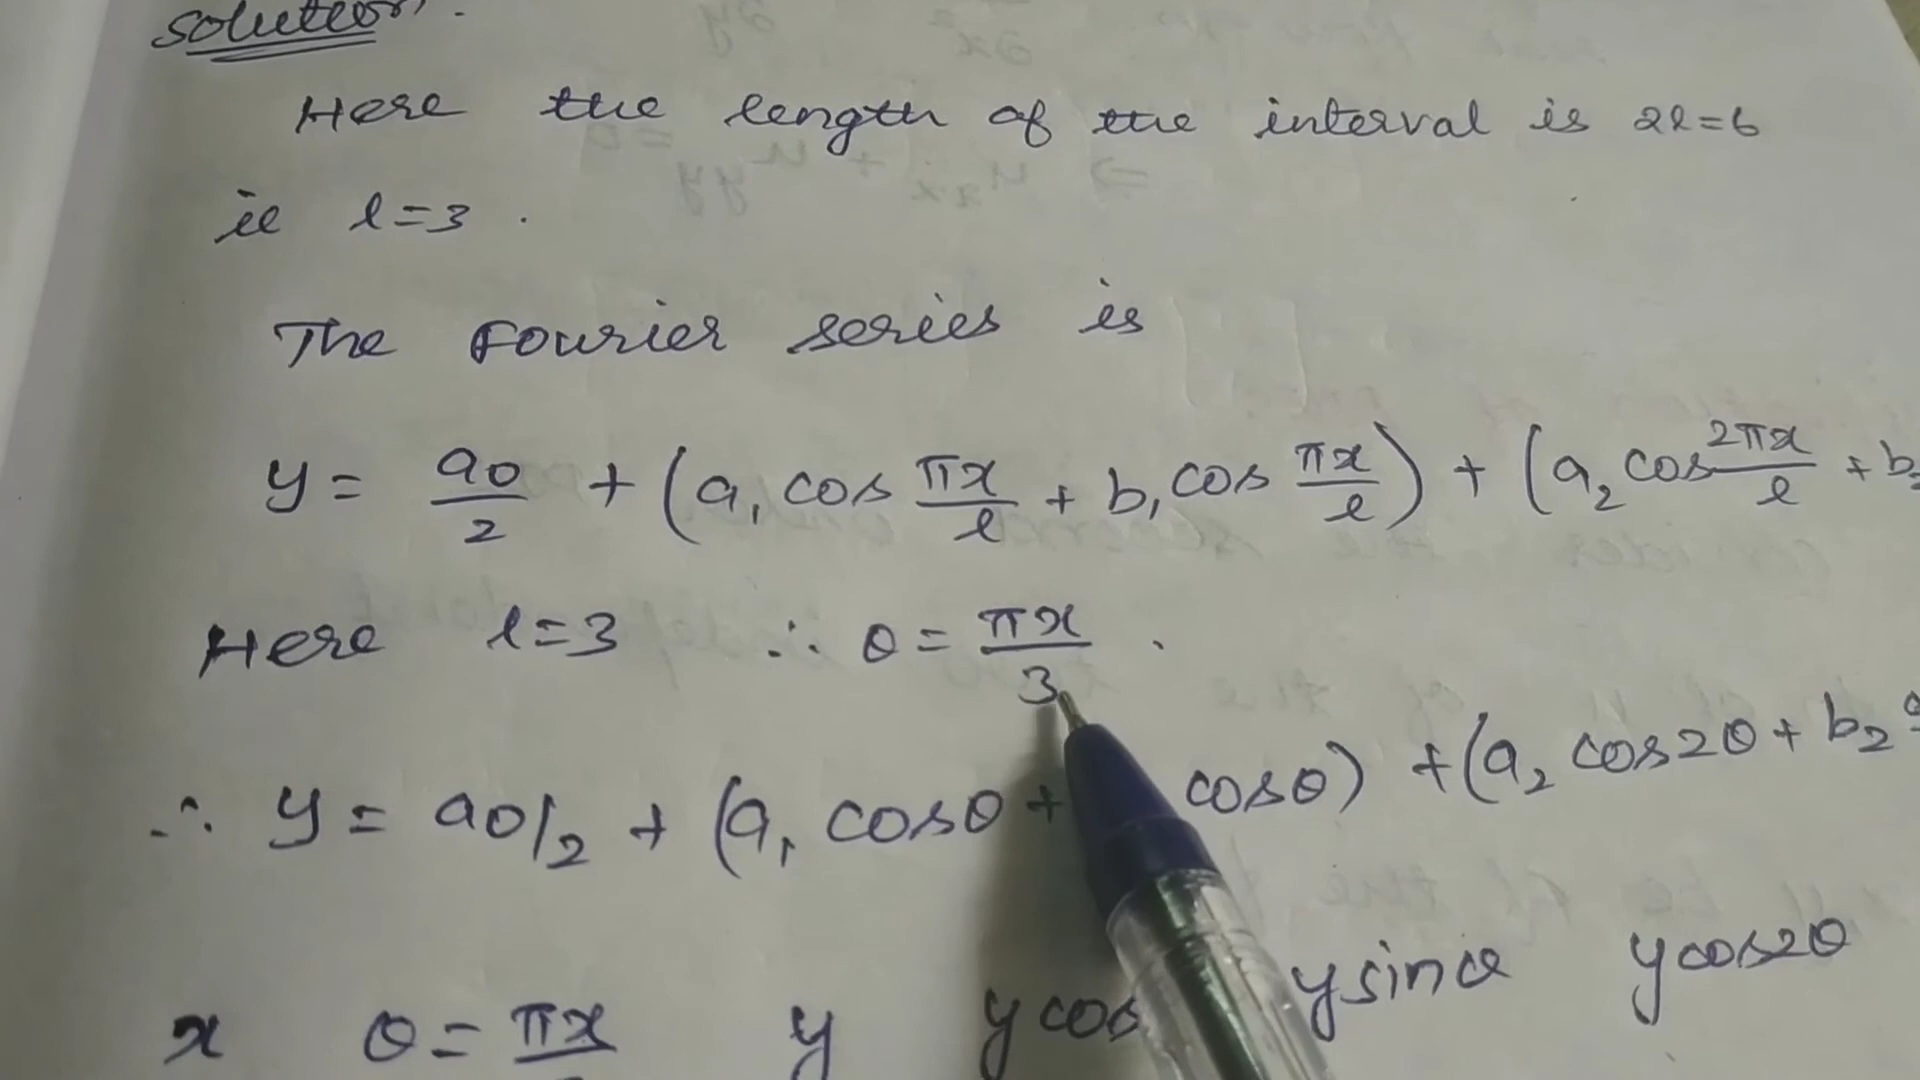 solution.
Here the length of the interval is 2l=6
ie l=3.
The Fourier series is
y = a0/2 + (a1 cos πx/l + b1 cos πx/l) + (a2 cos 2πx/l + b2
Here l=3 ∴ θ = πx/3.
∴ y = a0/2 + (a1 cosθ + cosθ) + (a2 cos2θ + b2
x θ = πx y y cos y sinθ y cos2θ